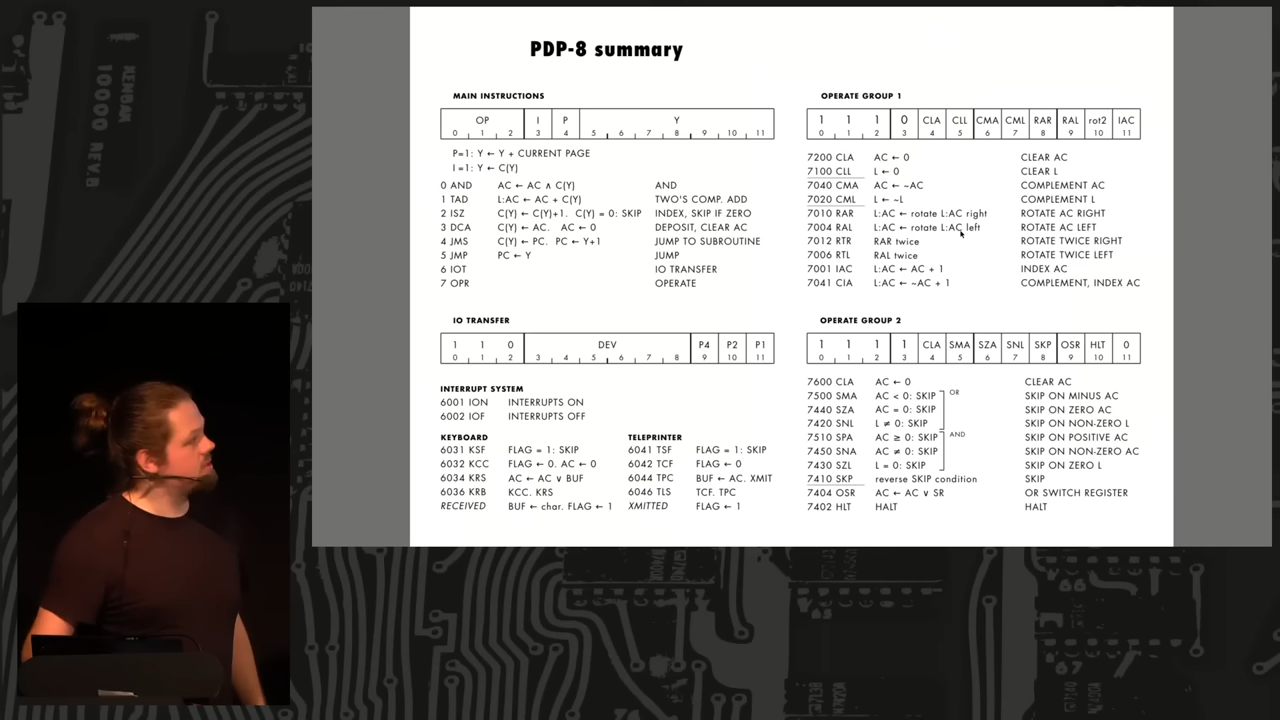 KENBAK
10000 REV.B
PDP-8 summary
MAIN INSTRUCTIONS
OP I P Y
0 1 2 3 4 5 6 7 8 9 10 11
P=1: Y ← Y + CURRENT PAGE
I =1: Y ← C(Y)
0 AND AC ← AC ∧ C(Y) AND
1 TAD L:AC ← AC + C(Y) TWO'S COMP. ADD
2 ISZ C(Y) ← C(Y)+1. C(Y) = 0: SKIP INDEX, SKIP IF ZERO
3 DCA C(Y) ← AC. AC ← 0 DEPOSIT, CLEAR AC
4 JMS C(Y) ← PC. PC ← Y+1 JUMP TO SUBROUTINE
5 JMP PC ← Y JUMP
6 IOT IO TRANSFER
7 OPR OPERATE
IO TRANSFER
1 1 0 DEV P4 P2 P1
0 1 2 3 4 5 6 7 8 9 10 11
INTERRUPT SYSTEM
6001 ION INTERRUPTS ON
6002 IOF INTERRUPTS OFF
KEYBOARD
6031 KSF FLAG = 1: SKIP
6032 KCC FLAG ← 0. AC ← 0
6034 KRS AC ← AC ∨ BUF
6036 KRB KCC. KRS
RECEIVED BUF ← char. FLAG ← 1
TELEPRINTER
6041 TSF FLAG = 1: SKIP
6042 TCF FLAG ← 0
6044 TPC BUF ← AC. XMIT
6046 TLS TCF. TPC
XMITTED FLAG ← 1
OPERATE GROUP 1
1 1 1 0 CLA CLL CMA CML RAR RAL rot2 IAC
0 1 2 3 4 5 6 7 8 9 10 11
7200 CLA AC ← 0 CLEAR AC
7100 CLL L ← 0 CLEAR L
7040 CMA AC ← ~AC COMPLEMENT AC
7020 CML L ← ~L COMPLEMENT L
7010 RAR L:AC ← rotate L:AC right ROTATE AC RIGHT
7004 RAL L:AC ← rotate L:AC left ROTATE AC LEFT
7012 RTR RAR twice ROTATE TWICE RIGHT
7006 RTL RAL twice ROTATE TWICE LEFT
7001 IAC L:AC ← AC + 1 INDEX AC
7041 CIA L:AC ← ~AC + 1 COMPLEMENT, INDEX AC
OPERATE GROUP 2
1 1 1 1 CLA SMA SZA SNL SKP OSR HLT 0
0 1 2 3 4 5 6 7 8 9 10 11
7600 CLA AC ← 0 CLEAR AC
7500 SMA AC < 0: SKIP OR SKIP ON MINUS AC
7440 SZA AC = 0: SKIP SKIP ON ZERO AC
7420 SNL L ≠ 0: SKIP SKIP ON NON-ZERO L
7510 SPA AC ≥ 0: SKIP AND SKIP ON POSITIVE AC
7450 SNA AC ≠ 0: SKIP SKIP ON NON-ZERO AC
7430 SZL L = 0: SKIP SKIP ON ZERO L
7410 SKP reverse SKIP condition SKIP
7404 OSR AC ← AC ∨ SR OR SWITCH REGISTER
7402 HLT HALT HALT